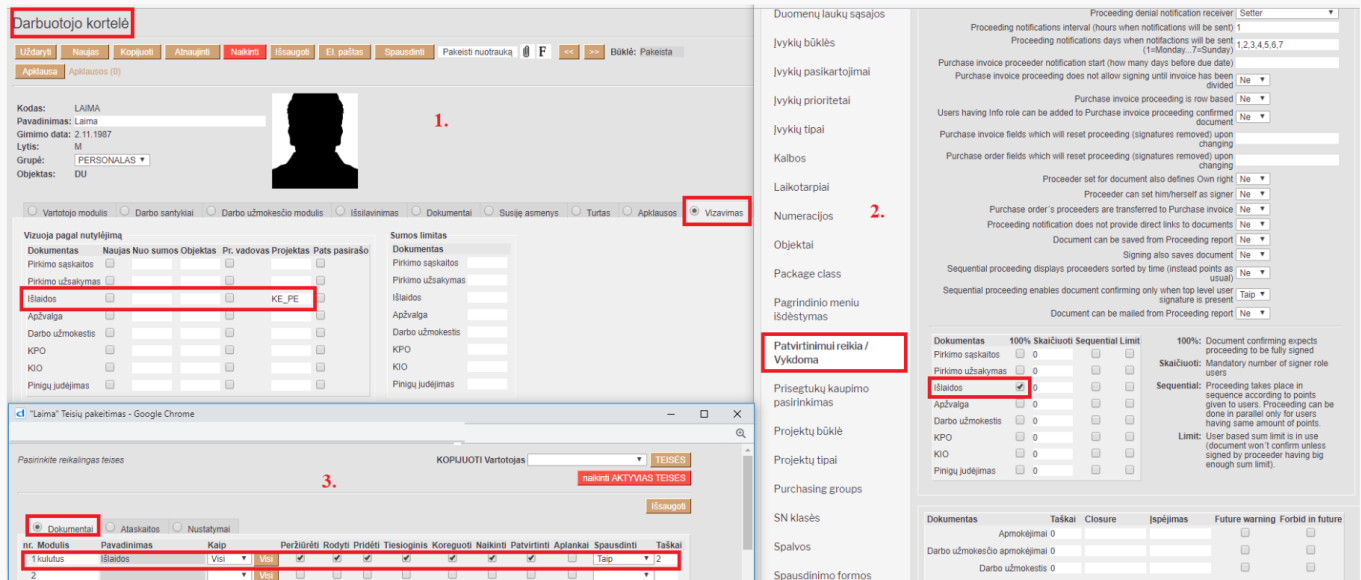 Darbuotojo kortelė
Uždaryti Naujas Kopijuoti Atnaujinti Naikinti Išsaugoti El. paštas Spausdinti Pakeisti nuotrauką F << >> Būklė: Pakeista
Apklausa Apklausos (0)
Kodas: LAIMA
Pavadinimas: Laima
Gimimo data: 2.11.1987
Lytis: M
Grupė: PERSONALAS
Objektas: DU
1.
Vartotojo modulis Darbo santykiai Darbo užmokesčio modulis Išsilavinimas Dokumentai Susiję asmenys Turtas Apklausos Vizavimas
Vizuoja pagal nutylėjimą
Dokumentas Naujas Nuo sumos Objektas Pr. vadovas Projektas Pats pasirašo
Pirkimo sąskaitos
Pirkimo užsakymas
Išlaidos KE_PE
Apžvalga
Darbo užmokestis
KPO
KIO
Pinigų judėjimas
Sumos limitas
Dokumentas
Pirkimo sąskaitos
Pirkimo užsakymas
Išlaidos
Apžvalga
Darbo užmokestis
KPO
KIO
Pinigų judėjimas
"Laima" Teisių pakeitimas - Google Chrome
Pasirinkite reikalingas teises
KOPIJUOTI Vartotojas TEISĖS
naikinti AKTYVIAS TEISES
3.
Išsaugoti
Dokumentai Ataskaitos Nustatymai
nr. Modulis Pavadinimas Kaip Peržiūrėti Rodyti Pridėti Tiesioginis Koreguoti Naikinti Patvirtinti Aplankai Spausdinti Taškai
1 kulutus Išlaidos Visi Visi Taip 2
2 Visi
Duomenų laukų sąsajos
Įvykių būklės
Įvykių pasikartojimai
Įvykių prioritetai
Įvykių tipai
Kalbos
Laikotarpiai
Numeracijos
Objektai
Package class
Pagrindinio meniu
išdėstymas
Patvirtinimui reikia /
Vykdoma
Prisegtukų kaupimo
pasirinkimas
Projektų būklė
Projektų tipai
Purchasing groups
SN klasės
Spalvos
Spausdinimo formos
2.
Proceeding denial notification receiver Setter
Proceeding notifications interval (hours when notifications will be sent) 1
Proceeding notifications days when notifactions will be sent
(1=Monday...7=Sunday) 1,2,3,4,5,6,7
Purchase invoice proceeder notification start (how many days before due date)
Purchase invoice proceeding does not allow signing until invoice has been
divided Ne
Purchase invoice proceeding is row based Ne
Users having Info role can be added to Purchase invoice proceeding confirmed
document Ne
Purchase invoice fields which will reset proceeding (signatures removed) upon
changing
Purchase order fields which will reset proceeding (signatures removed) upon
changing
Proceeder set for document also defines Own right Ne
Proceeder can set him/herself as signer Ne
Purchase order´s proceeders are transferred to Purchase invoice Ne
Proceeding notification does not provide direct links to documents Ne
Document can be saved from Proceeding report Ne
Signing also saves document Ne
Sequential proceeding displays proceeders sorted by time (instead points as
usual) Ne
Sequential proceeding enables document confirming only when top level user
signature is present Taip
Document can be mailed from Proceeding report Ne
Dokumentas 100% Skaičiuoti Sequential Limit
Pirkimo sąskaitos 0
Pirkimo užsakymas 0
Išlaidos 0
Apžvalga 0
Darbo užmokestis 0
KPO 0
KIO 0
Pinigų judėjimas 0
100%: Document confirming expects
proceeding to be fully signed
Skaičiuoti: Mandatory number of signer role
users
Sequential: Proceeding takes place in
sequence according to points
given to users. Proceeding can be
done in parallel only for users
having same amount of points.
Limit: User based sum limit is in use
(document won´t confirm unless
signed by proceeder having big
enough sum limit).
Dokumentas Taškai Closure Įspėjimas Future warning Forbid in future
Apmokėjimai 0
Darbo užmokesčio apmokėjimai 0
Darbo užmokestis 0